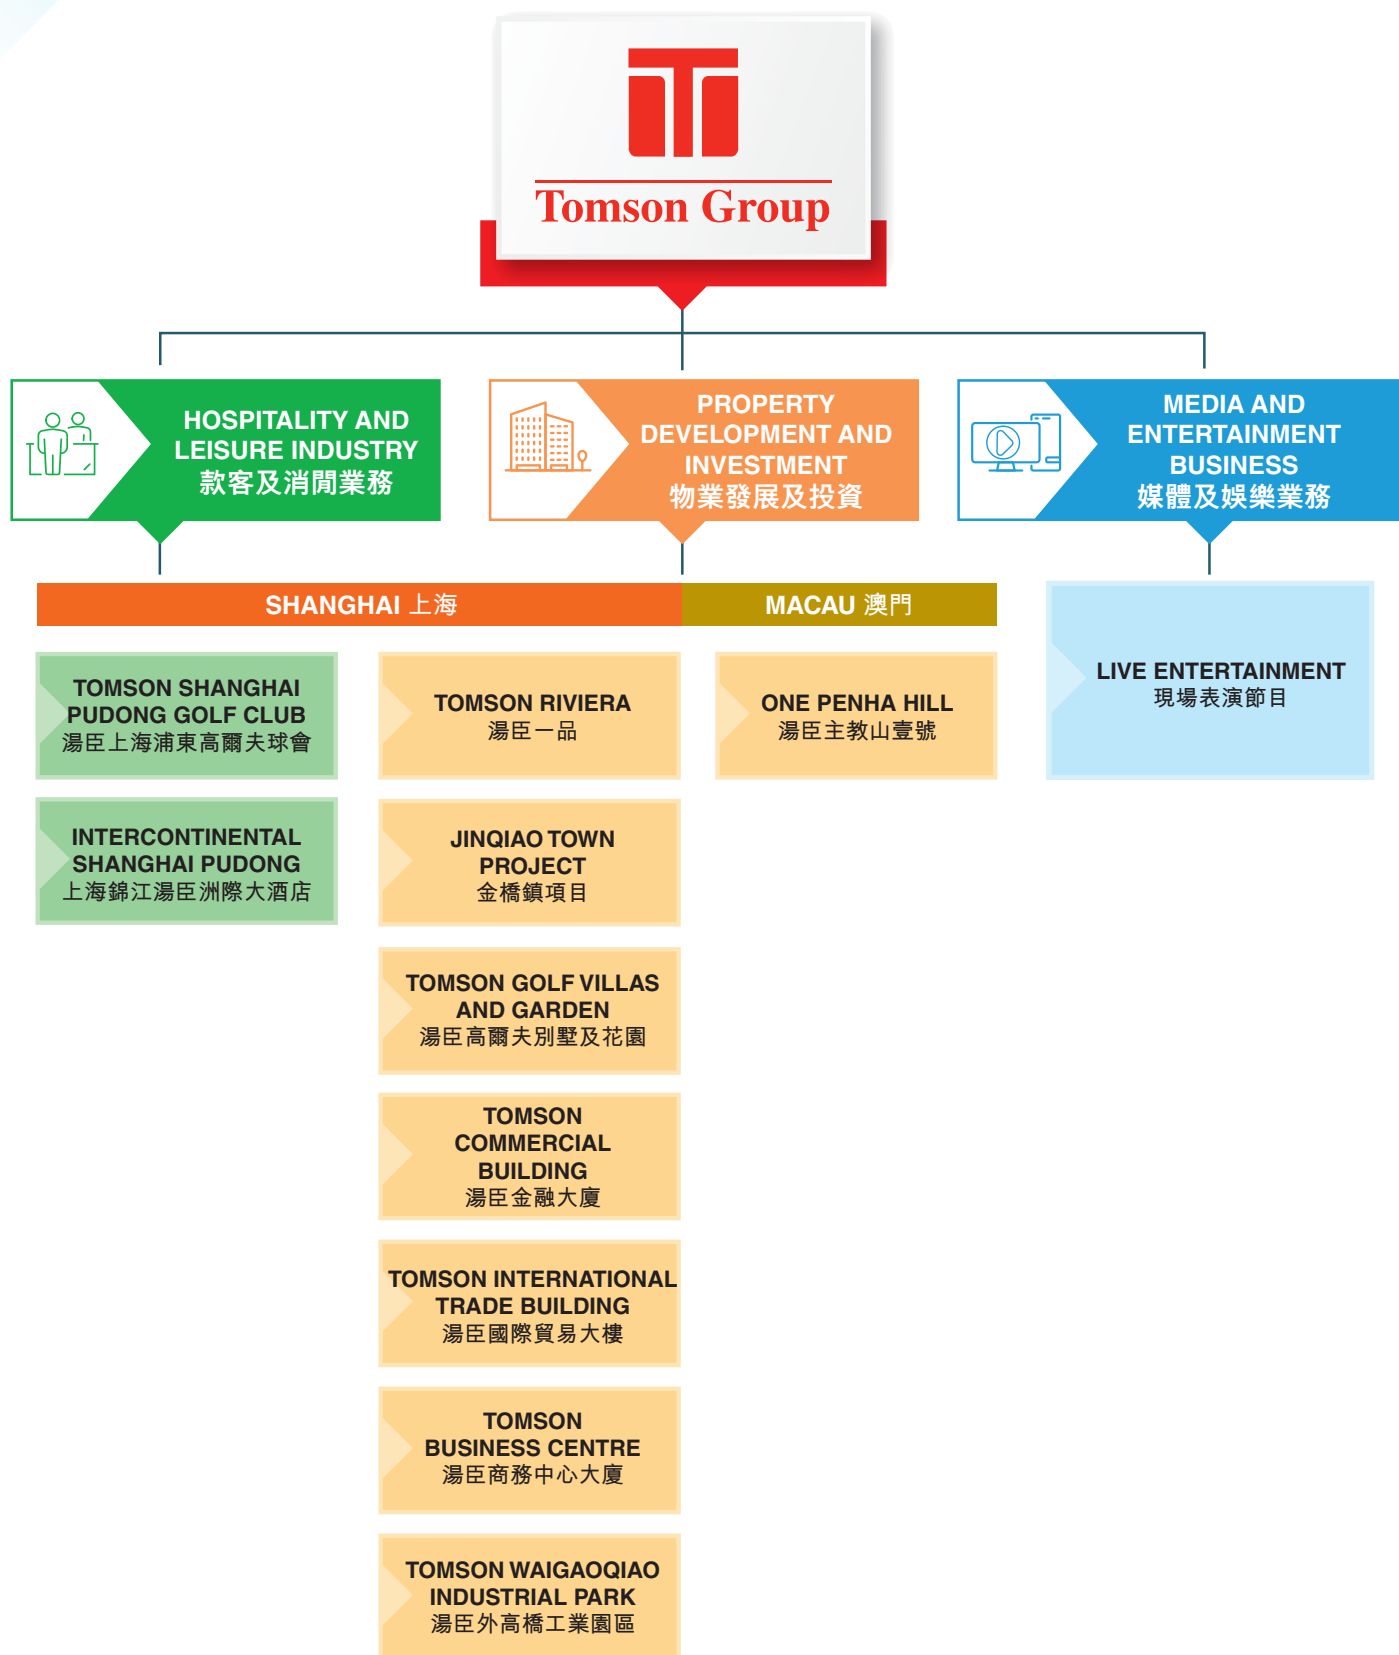 Tomson Group
HOSPITALITY AND
LEISURE INDUSTRY
款客及消閒業務
PROPERTY
DEVELOPMENT AND
INVESTMENT
物業發展及投資
MEDIA AND
ENTERTAINMENT
BUSINESS
媒體及娛樂業務
SHANGHAI 上海
MACAU 澳門
TOMSON SHANGHAI
PUDONG GOLF CLUB
湯臣上海浦東高爾夫球會
INTERCONTINENTAL
SHANGHAI PUDONG
上海錦江湯臣洲際大酒店
TOMSON RIVIERA
湯臣一品
JINQIAO TOWN
PROJECT
金橋鎮項目
TOMSON GOLF VILLAS
AND GARDEN
湯臣高爾夫別墅及花園
TOMSON
COMMERCIAL
BUILDING
湯臣金融大廈
TOMSON INTERNATIONAL
TRADE BUILDING
湯臣國際貿易大樓
TOMSON
BUSINESS CENTRE
湯臣商務中心大廈
TOMSON WAIGAOQIAO
INDUSTRIAL PARK
湯臣外高橋工業園區
ONE PENHA HILL
湯臣主教山壹號
LIVE ENTERTAINMENT
現場表演節目